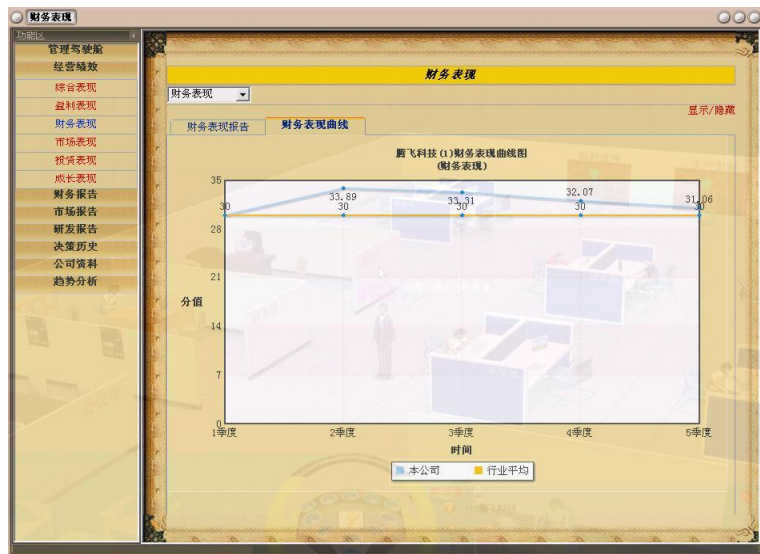 财务表现
功能区
管理驾驶舱
经营绩效
综合表现
盈利表现
财务表现
市场表现
投资表现
成长表现
财务报告
市场报告
研发报告
决策历史
公司资料
趋势分析
财务表现
财务表现
显示/隐藏
财务表现报告 财务表现曲线
腾飞科技(1)财务表现曲线图
(财务表现)
35
28
21
14
7
0
分值
30 33.89 33.31 32.07 31.06
30 30 30 30
1季度 2季度 3季度 4季度 5季度
时间
本公司 行业平均